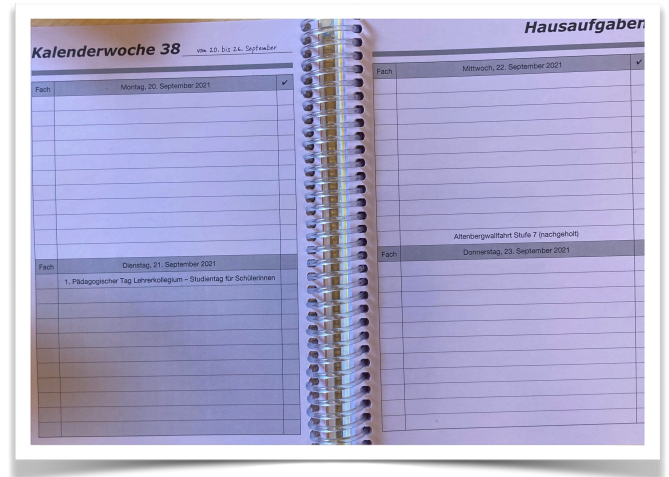 Kalenderwoche 38 vom 20. bis 26. September
Fach Montag, 20. September 2021 ✔
Fach Dienstag, 21. September 2021
1. Pädagogischer Tag Lehrerkollegium – Studientag für Schülerinnen
Hausaufgaben
Fach Mittwoch, 22. September 2021 ✔
Altenbergwallfahrt Stufe 7 (nachgeholt)
Fach Donnerstag, 23. September 2021